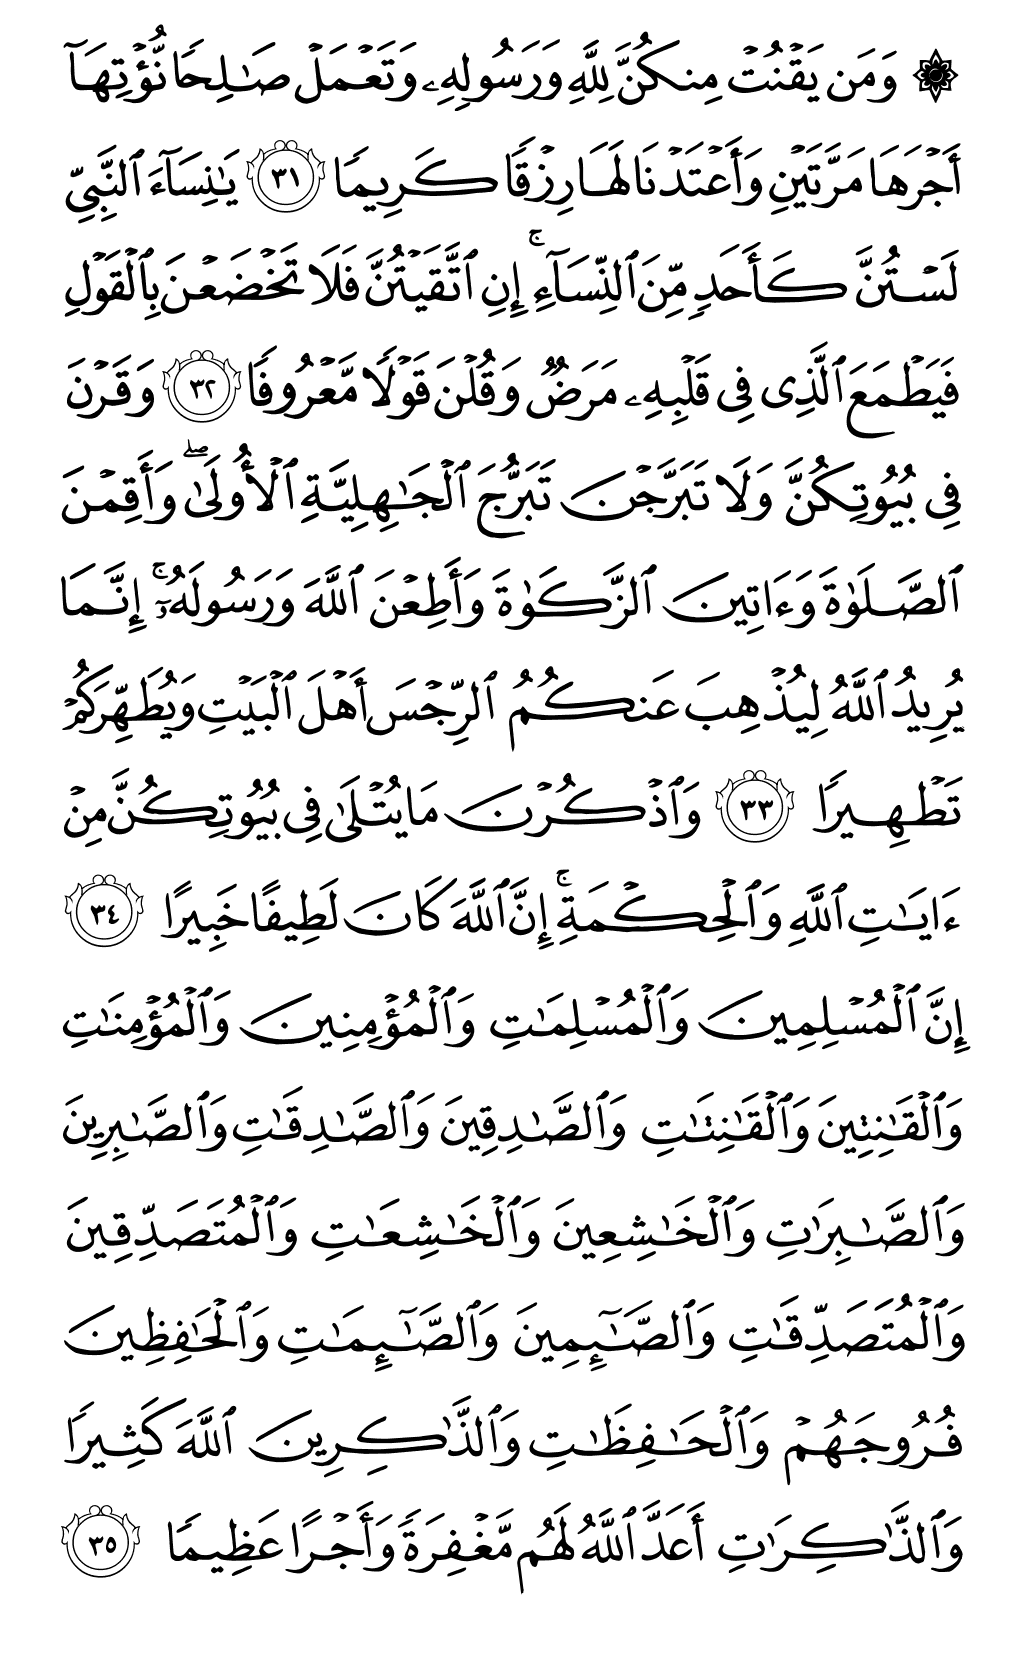 ۞ وَمَن يَقْنُتْ مِنكُنَّ لِلَّهِ وَرَسُولِهِۦ وَتَعْمَلْ صَـٰلِحًا نُّؤْتِهَآ
أَجْرَهَا مَرَّتَيْنِ وَأَعْتَدْنَا لَهَا رِزْقًا كَرِيمًا ٣١ يَـٰنِسَآءَ ٱلنَّبِىِّ
لَسْتُنَّ كَأَحَدٍ مِّنَ ٱلنِّسَآءِ ۚ إِنِ ٱتَّقَيْتُنَّ فَلَا تَخْضَعْنَ بِٱلْقَوْلِ
فَيَطْمَعَ ٱلَّذِى فِى قَلْبِهِۦ مَرَضٌ وَقُلْنَ قَوْلًا مَّعْرُوفًا ٣٢ وَقَرْنَ
فِى بُيُوتِكُنَّ وَلَا تَبَرَّجْنَ تَبَرُّجَ ٱلْجَـٰهِلِيَّةِ ٱلْأُولَىٰ ۖ وَأَقِمْنَ
ٱلصَّلَوٰةَ وَءَاتِينَ ٱلزَّكَوٰةَ وَأَطِعْنَ ٱللَّهَ وَرَسُولَهُۥٓ ۚ إِنَّمَا
يُرِيدُ ٱللَّهُ لِيُذْهِبَ عَنكُمُ ٱلرِّجْسَ أَهْلَ ٱلْبَيْتِ وَيُطَهِّرَكُمْ
تَطْهِيرًا ٣٣ وَٱذْكُرْنَ مَا يُتْلَىٰ فِى بُيُوتِكُنَّ مِنْ
ءَايَـٰتِ ٱللَّهِ وَٱلْحِكْمَةِ ۚ إِنَّ ٱللَّهَ كَانَ لَطِيفًا خَبِيرًا ٣٤
إِنَّ ٱلْمُسْلِمِينَ وَٱلْمُسْلِمَـٰتِ وَٱلْمُؤْمِنِينَ وَٱلْمُؤْمِنَـٰتِ
وَٱلْقَـٰنِتِينَ وَٱلْقَـٰنِتَـٰتِ وَٱلصَّـٰدِقِينَ وَٱلصَّـٰدِقَـٰتِ وَٱلصَّـٰبِرِينَ
وَٱلصَّـٰبِرَٰتِ وَٱلْخَـٰشِعِينَ وَٱلْخَـٰشِعَـٰتِ وَٱلْمُتَصَدِّقِينَ
وَٱلْمُتَصَدِّقَـٰتِ وَٱلصَّـٰٓئِمِينَ وَٱلصَّـٰٓئِمَـٰتِ وَٱلْحَـٰفِظِينَ
فُرُوجَهُمْ وَٱلْحَـٰفِظَـٰتِ وَٱلذَّٰكِرِينَ ٱللَّهَ كَثِيرًا
وَٱلذَّٰكِرَٰتِ أَعَدَّ ٱللَّهُ لَهُم مَّغْفِرَةً وَأَجْرًا عَظِيمًا ٣٥